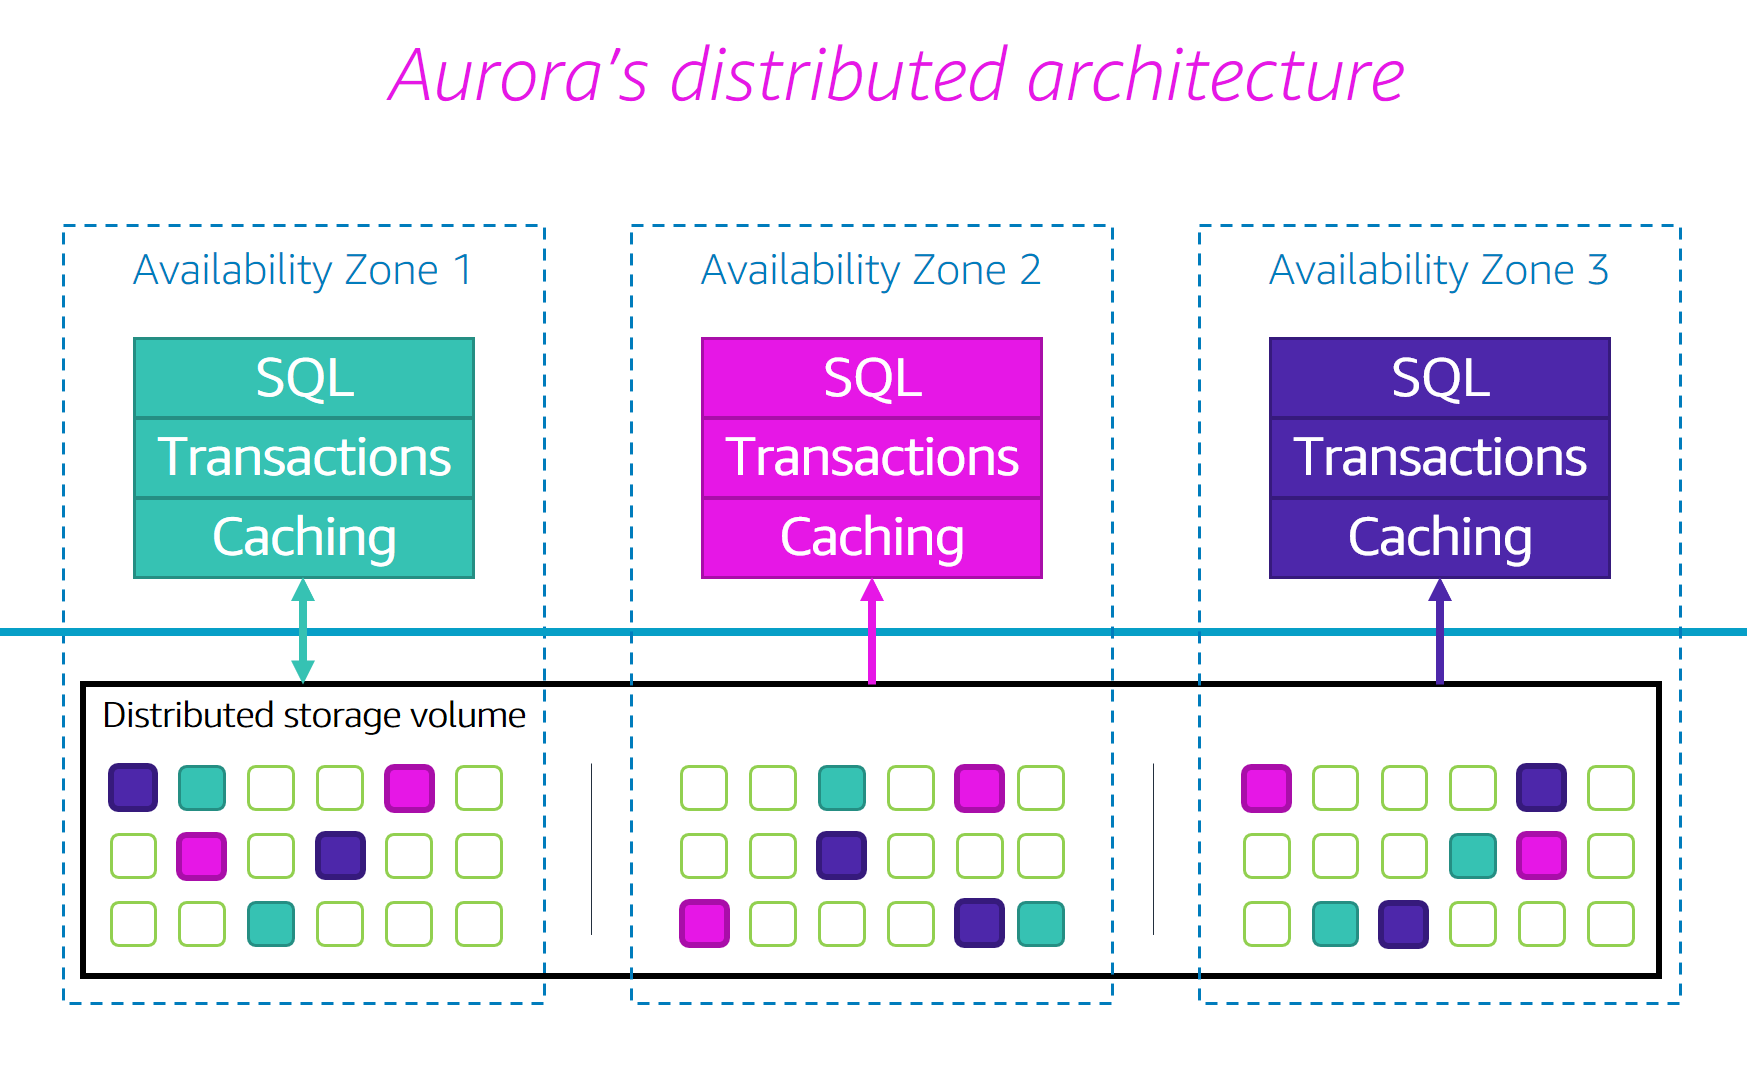 Aurora's distributed architecture
Availability Zone 1
SQL
Transactions
Caching
Availability Zone 2
SQL
Transactions
Caching
Availability Zone 3
SQL
Transactions
Caching
Distributed storage volume